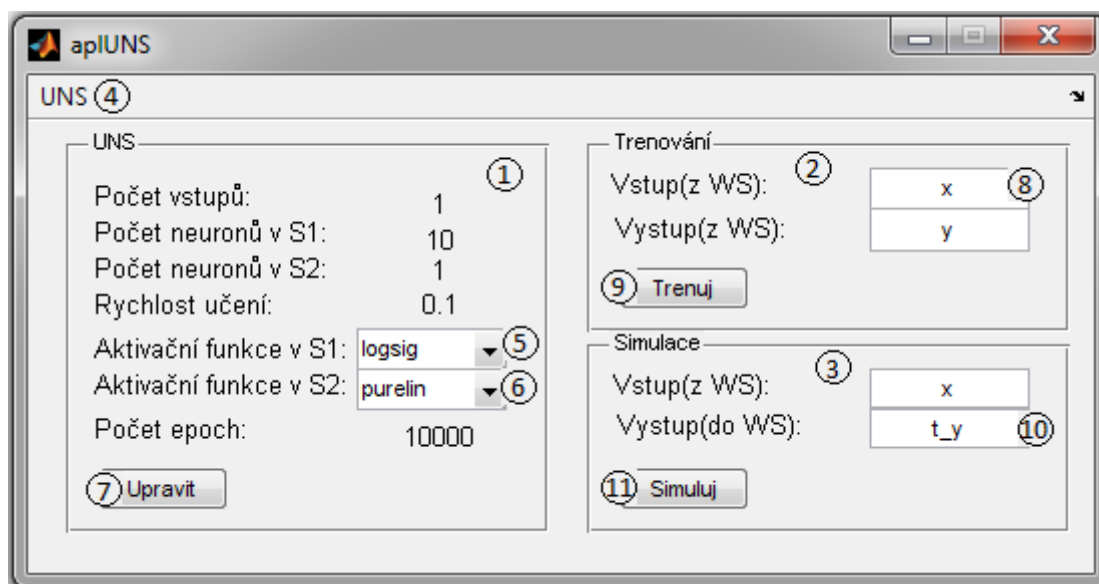 aplUNS
UNS ④
UNS
①
Počet vstupů: 1
Počet neuronů v S1: 10
Počet neuronů v S2: 1
Rychlost učení: 0.1
Aktivační funkce v S1: logsig ⑤
Aktivační funkce v S2: purelin ⑥
Počet epoch: 10000
⑦ Upravit
Trenování
②
Vstup(z WS): x ⑧
Vystup(z WS): y
⑨ Trenuj
Simulace
③
Vstup(z WS): x
Vystup(do WS): t_y ⑩
⑪ Simuluj